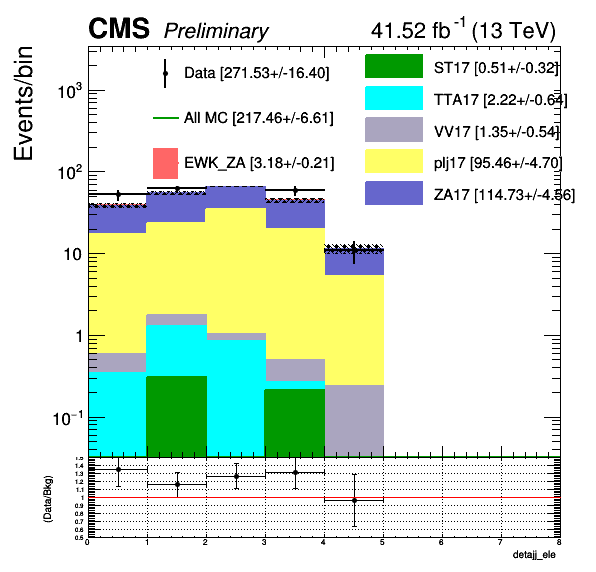 CMS Preliminary 41.52 fb⁻¹ (13 TeV)
Events/bin
10³
10²
10
1
10⁻¹
Data [271.53+/-16.40]
All MC [217.46+/-6.61]
EWK_ZA [3.18+/-0.21]
ST17 [0.51+/-0.32]
TTA17 [2.22+/-0.64]
VV17 [1.35+/-0.54]
plj17 [95.46+/-4.70]
ZA17 [114.73+/-4.56]
(Data/Bkg)
1.5
1.4
1.3
1.2
1.1
1
0.9
0.8
0.7
0.6
0.5
0 1 2 3 4 5 6 7 8
detajj_ele